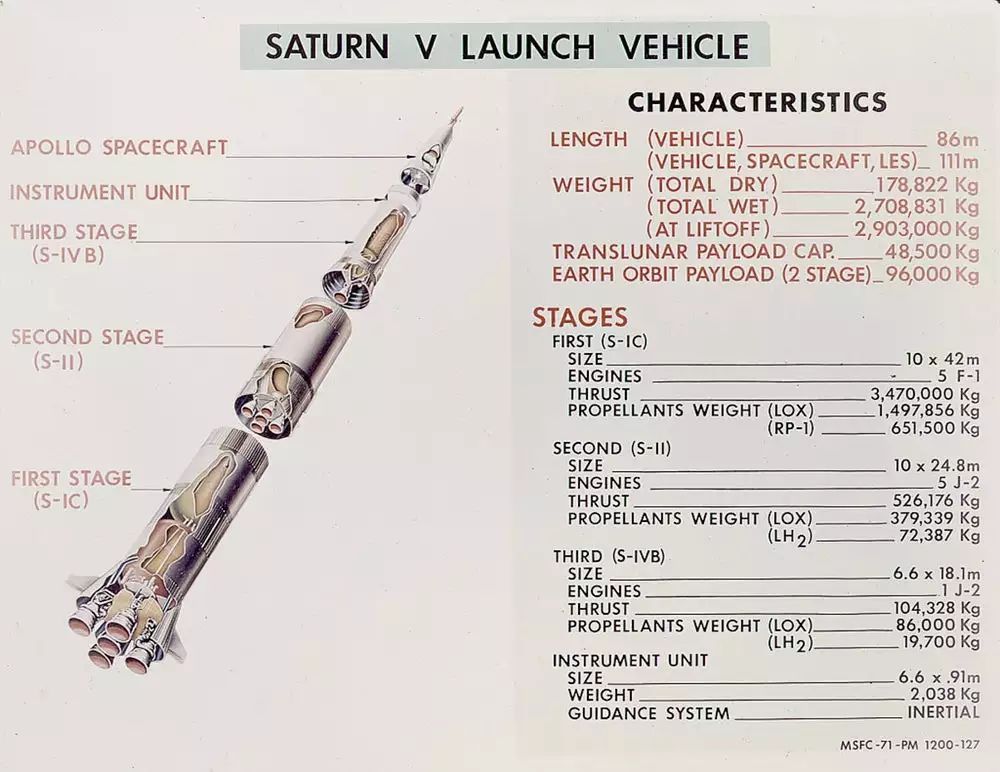 SATURN V LAUNCH VEHICLE
APOLLO SPACECRAFT
INSTRUMENT UNIT
THIRD STAGE
(S-IVB)
SECOND STAGE
(S-II)
FIRST STAGE
(S-IC)
CHARACTERISTICS
LENGTH (VEHICLE) 86m
(VEHICLE, SPACECRAFT, LES) 111m
WEIGHT (TOTAL DRY) 178,822 Kg
(TOTAL WET) 2,708,831 Kg
(AT LIFTOFF) 2,903,000 Kg
TRANSLUNAR PAYLOAD CAP. 48,500 Kg
EARTH ORBIT PAYLOAD (2 STAGE) 96,000 Kg
STAGES
FIRST (S-IC)
SIZE 10 x 42m
ENGINES 5 F-1
THRUST 3,470,000 Kg
PROPELLANTS WEIGHT (LOX) 1,497,856 Kg
(RP-1) 651,500 Kg
SECOND (S-II)
SIZE 10 x 24.8m
ENGINES 5 J-2
THRUST 526,176 Kg
PROPELLANTS WEIGHT (LOX) 379,339 Kg
(LH2) 72,387 Kg
THIRD (S-IVB)
SIZE 6.6 x 18.1m
ENGINES 1 J-2
THRUST 104,328 Kg
PROPELLANTS WEIGHT (LOX) 86,000 Kg
(LH2) 19,700 Kg
INSTRUMENT UNIT
SIZE 6.6 x .91m
WEIGHT 2,038 Kg
GUIDANCE SYSTEM INERTIAL
MSFC-71-PM 1200-127